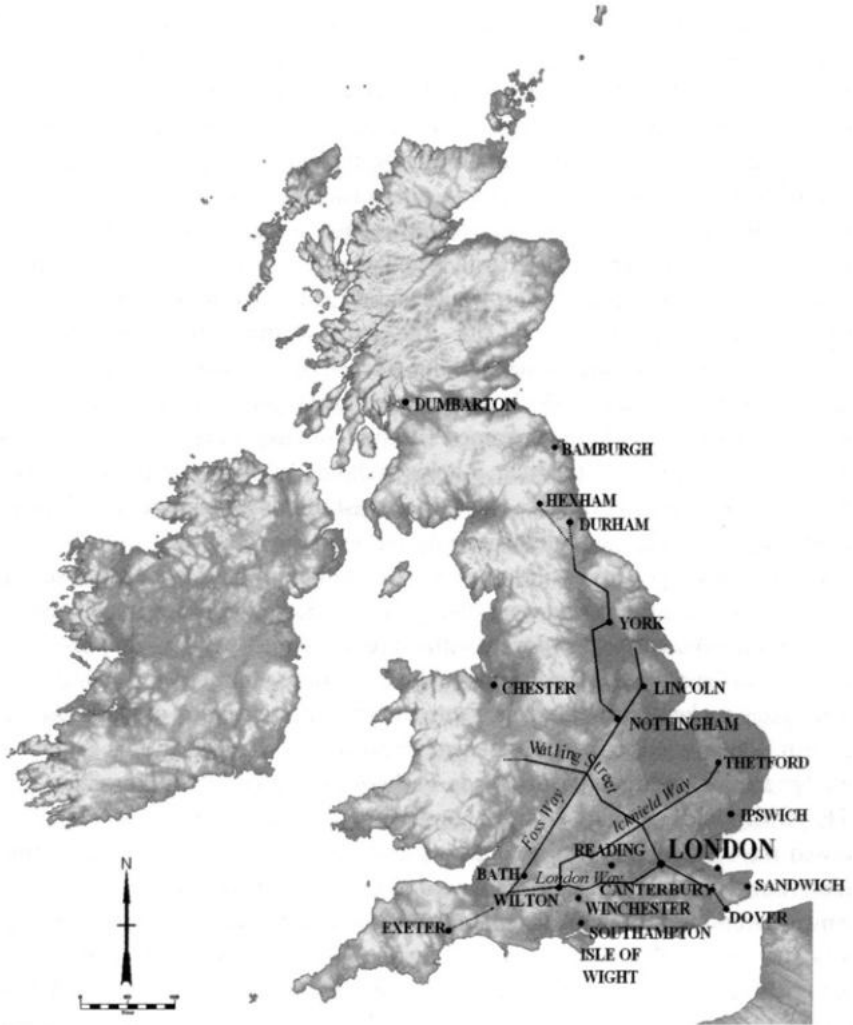 DUMBARTON
BAMBURGH
HEXHAM
DURHAM
YORK
CHESTER
LINCOLN
NOTTINGHAM
Watling Street
THETFORD
Icknield Way
Foss Way
IPSWICH
READING
LONDON
BATH
London Way
CANTERBURY
SANDWICH
WILTON
WINCHESTER
DOVER
EXETER
SOUTHAMPTON
ISLE OF
WIGHT
N
0